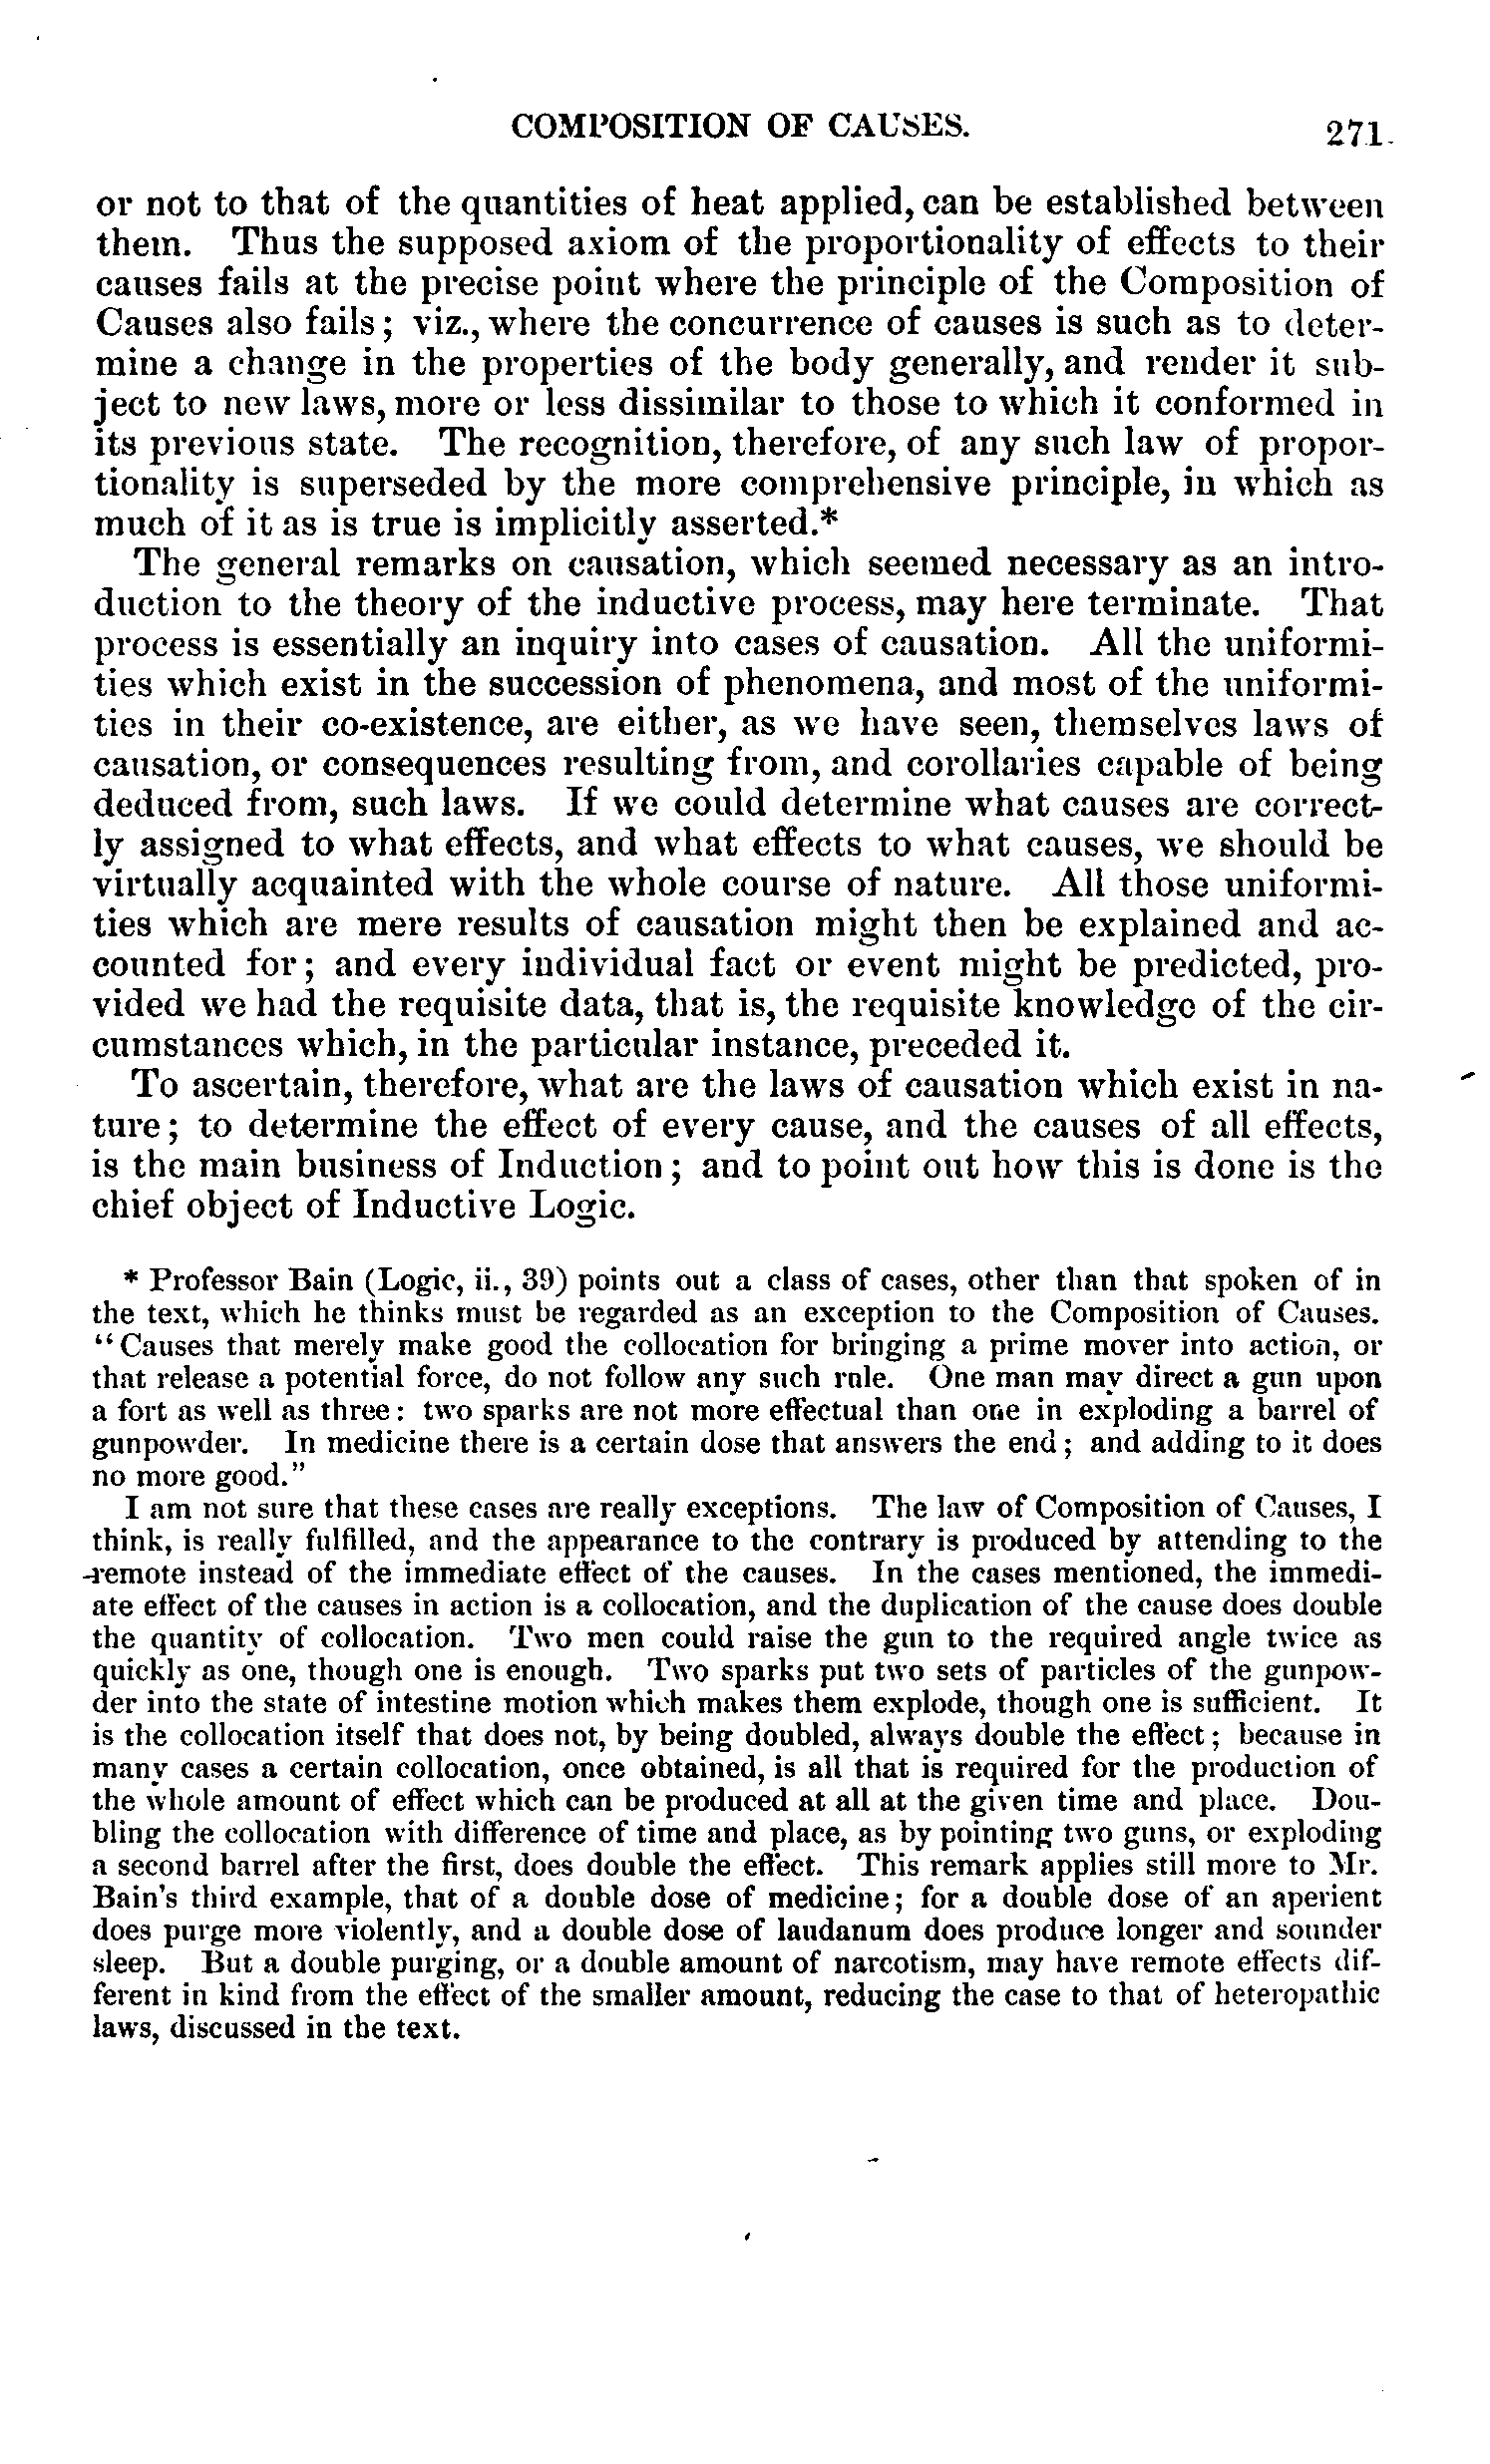 COMPOSITION OF CAUSES. 271
or not to that of the quantities of heat applied, can be established between
them. Thus the supposed axiom of the proportionality of effects to their
causes fails at the precise point where the principle of the Composition of
Causes also fails; viz., where the concurrence of causes is such as to deter-
mine a change in the properties of the body generally, and render it sub-
ject to new laws, more or less dissimilar to those to which it conformed in
its previous state. The recognition, therefore, of any such law of propor-
tionality is superseded by the more comprehensive principle, in which as
much of it as is true is implicitly asserted.*
The general remarks on causation, which seemed necessary as an intro-
duction to the theory of the inductive process, may here terminate. That
process is essentially an inquiry into cases of causation. All the uniformi-
ties which exist in the succession of phenomena, and most of the uniformi-
ties in their co-existence, are either, as we have seen, themselves laws of
causation, or consequences resulting from, and corollaries capable of being
deduced from, such laws. If we could determine what causes are correct-
ly assigned to what effects, and what effects to what causes, we should be
virtually acquainted with the whole course of nature. All those uniformi-
ties which are mere results of causation might then be explained and ac-
counted for; and every individual fact or event might be predicted, pro-
vided we had the requisite data, that is, the requisite knowledge of the cir-
cumstances which, in the particular instance, preceded it.
To ascertain, therefore, what are the laws of causation which exist in na-
ture; to determine the effect of every cause, and the causes of all effects,
is the main business of Induction; and to point out how this is done is the
chief object of Inductive Logic.
* Professor Bain (Logic, ii., 39) points out a class of cases, other than that spoken of in
the text, which he thinks must be regarded as an exception to the Composition of Causes.
"Causes that merely make good the collocation for bringing a prime mover into action, or
that release a potential force, do not follow any such rule. One man may direct a gun upon
a fort as well as three: two sparks are not more effectual than one in exploding a barrel of
gunpowder. In medicine there is a certain dose that answers the end; and adding to it does
no more good."
I am not sure that these cases are really exceptions. The law of Composition of Causes, I
think, is really fulfilled, and the appearance to the contrary is produced by attending to the
remote instead of the immediate effect of the causes. In the cases mentioned, the immedi-
ate effect of the causes in action is a collocation, and the duplication of the cause does double
the quantity of collocation. Two men could raise the gun to the required angle twice as
quickly as one, though one is enough. Two sparks put two sets of particles of the gunpow-
der into the state of intestine motion which makes them explode, though one is sufficient. It
is the collocation itself that does not, by being doubled, always double the effect; because in
many cases a certain collocation, once obtained, is all that is required for the production of
the whole amount of effect which can be produced at all at the given time and place. Dou-
bling the collocation with difference of time and place, as by pointing two guns, or exploding
a second barrel after the first, does double the effect. This remark applies still more to Mr.
Bain's third example, that of a double dose of medicine; for a double dose of an aperient
does purge more violently, and a double dose of laudanum does produce longer and sounder
sleep. But a double purging, or a double amount of narcotism, may have remote effects dif-
ferent in kind from the effect of the smaller amount, reducing the case to that of heteropathic
laws, discussed in the text.